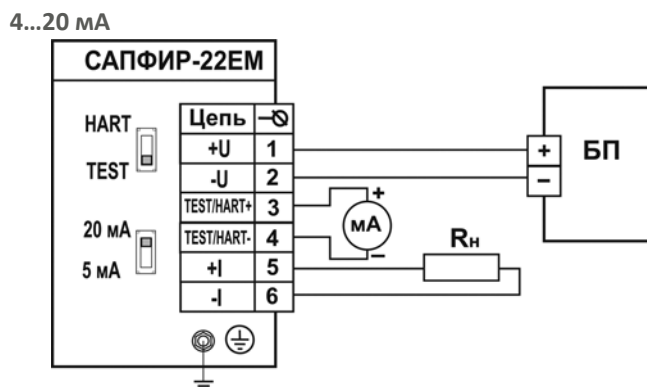 4...20 мА
САПФИР-22ЕМ
HART
TEST
20 мА
5 мА
Цепь
+U 1
-U 2
TEST/HART+ 3
TEST/HART- 4
+I 5
-I 6
+
мА
−
Rн
+
−
БП